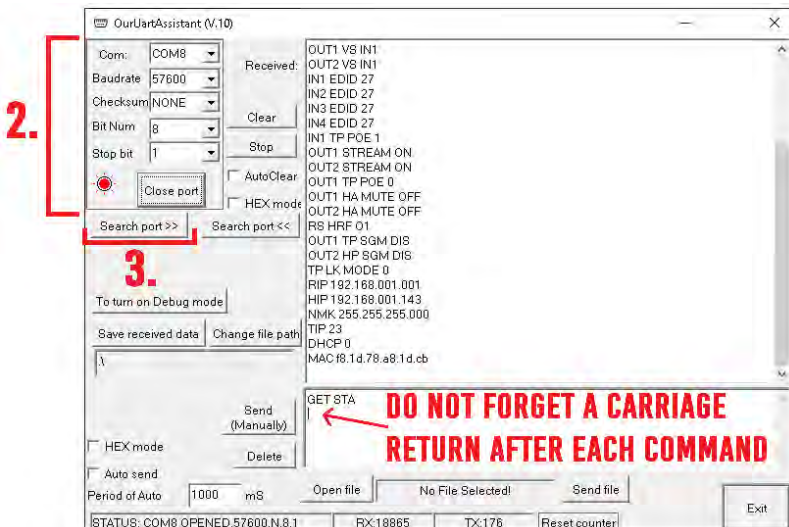 OurUartAssistant (V.10)
2.
Com: COM8
Baudrate 57600
Checksum NONE
Bit Num 8
Stop bit 1
Close port
Received:
Clear
Stop
AutoClear
HEX mode
Search port >> Search port <<
3.
To turn on Debug mode
Save received data Change file path
.\
OUT1 VS IN1
OUT2 VS IN1
IN1 EDID 27
IN2 EDID 27
IN3 EDID 27
IN4 EDID 27
IN1 TP POE 1
OUT1 STREAM ON
OUT2 STREAM ON
OUT1 TP POE 0
OUT1 HA MUTE OFF
OUT2 HA MUTE OFF
RS HRF 01
OUT1 TP SGM DIS
OUT2 HP SGM DIS
TP LK MODE 0
RIP 192.168.001.001
HIP 192.168.001.143
NMK 255.255.255.000
TIP 23
DHCP 0
MAC f8.1d.78.a8.1d.cb
Send
(Manually)
HEX mode
Delete
Auto send
Period of Auto 1000 mS
GET STA
DO NOT FORGET A CARRIAGE
RETURN AFTER EACH COMMAND
Open file No File Selected! Send file
Exit
STATUS: COM8 OPENED,57600,N,8,1 RX:18865 TX:176 Reset counter